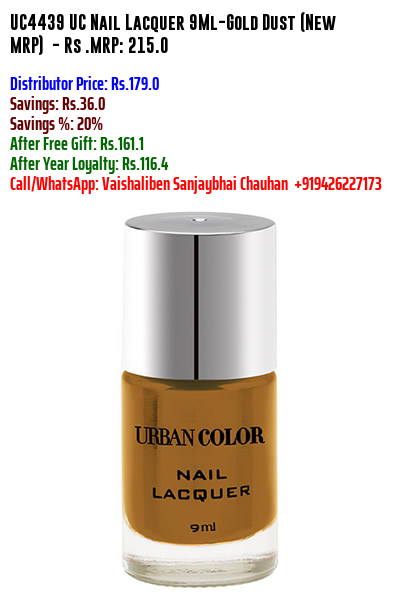 UC4439 UC Nail Lacquer 9Ml-Gold Dust (New
MRP) - Rs .MRP: 215.0
Distributor Price: Rs.179.0
Savings: Rs.36.0
Savings %: 20%
After Free Gift: Rs.161.1
After Year Loyalty: Rs.116.4
Call/WhatsApp: Vaishaliben Sanjaybhai Chauhan +919426227173
URBAN COLOR
NAIL
LACQUER
9ml